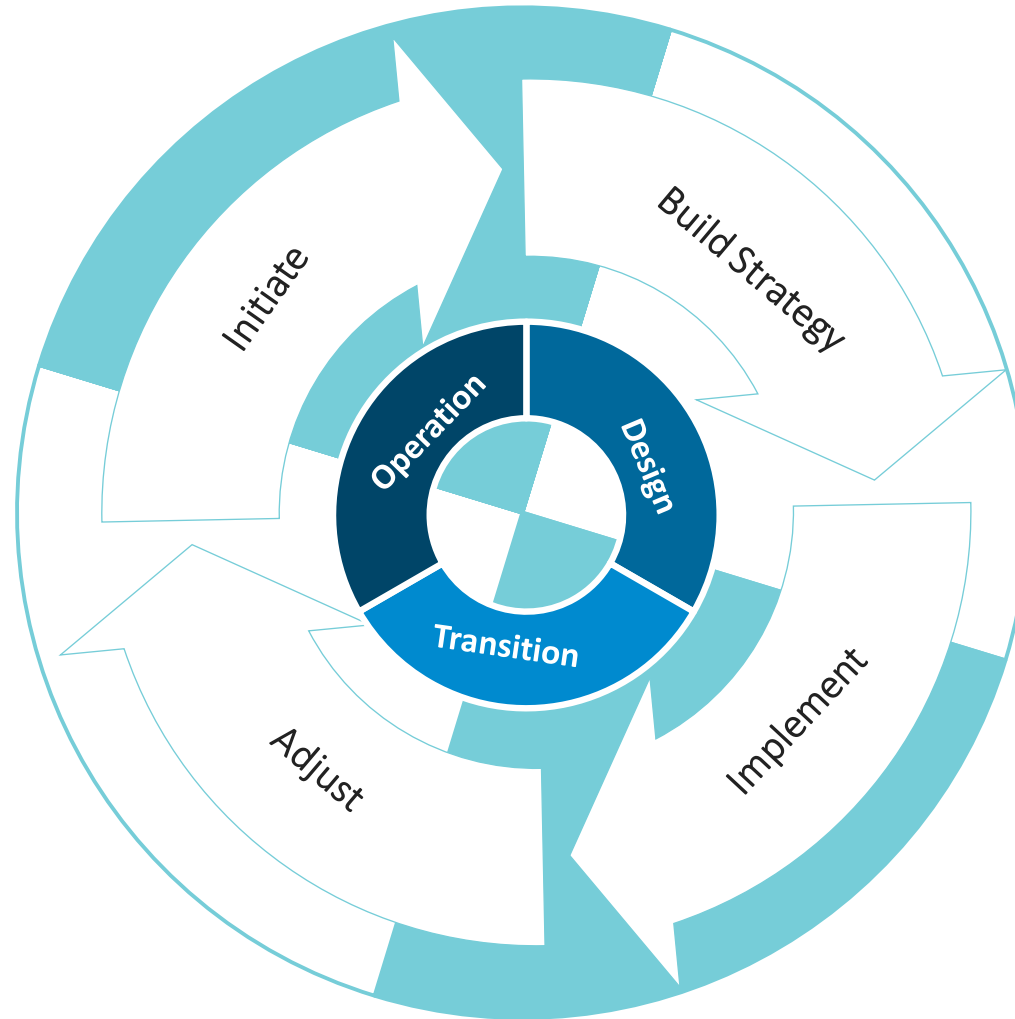 Initiate
Build Strategy
Operation
Design
Transition
Implement
Adjust